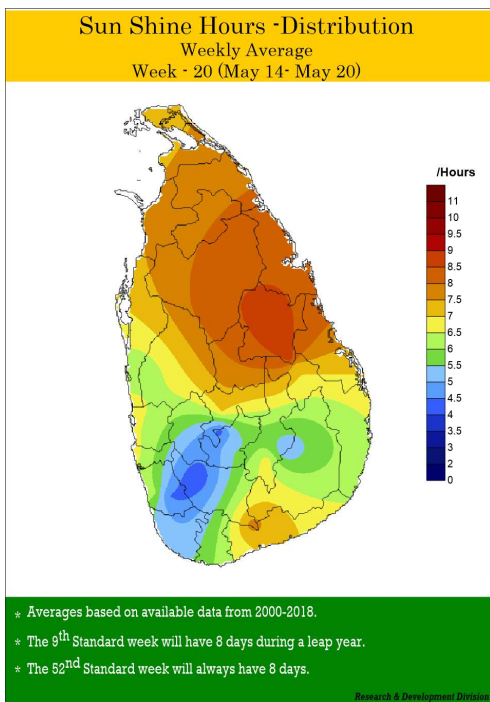 Sun Shine Hours -Distribution
Weekly Average
Week - 20 (May 14- May 20)
/Hours
11
10
9.5
9
8.5
8
7.5
7
6.5
6
5.5
5
4.5
4
3.5
3
2
0
* Averages based on available data from 2000-2018.
* The 9th Standard week will have 8 days during a leap year.
* The 52nd Standard week will always have 8 days.
Research & Development Division